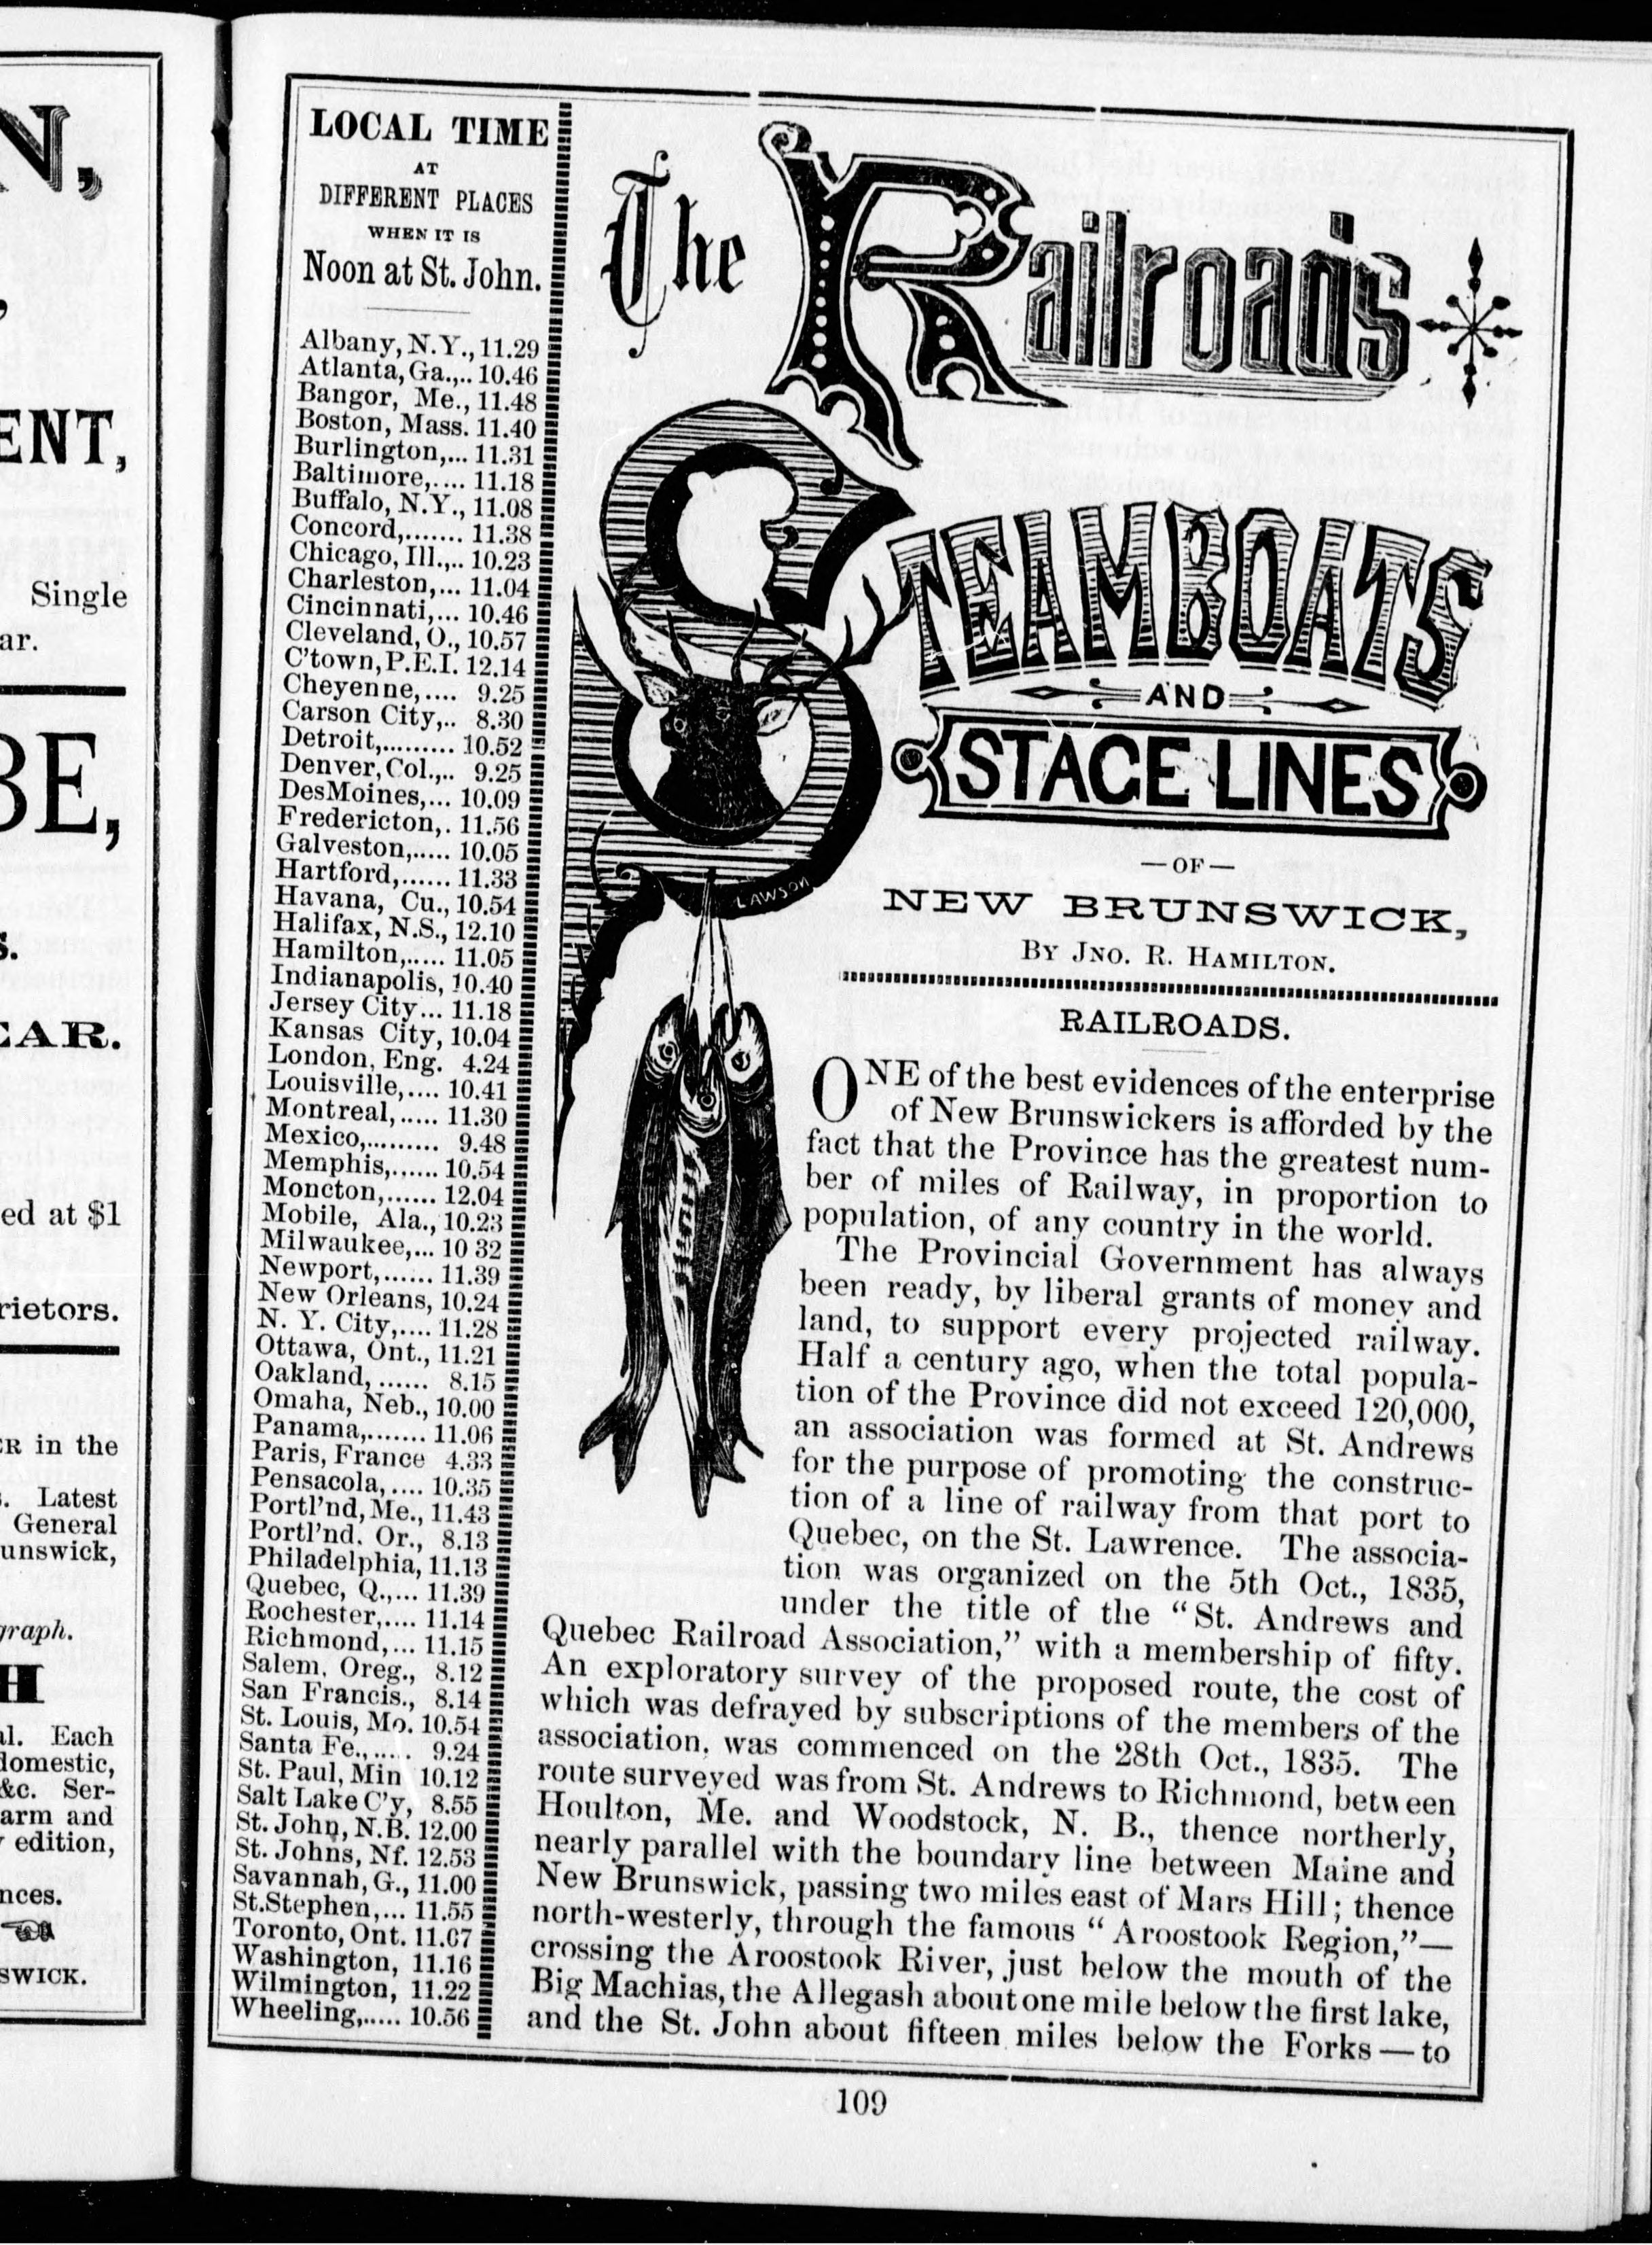 N,
ENT,
Single
ar.
BE,
S.
EAR.
ed at $1
rietors.
ER in the
s. Latest
General
unswick,
graph.
H
al. Each
domestic,
&c. Ser-
arm and
y edition,
nces.
SWICK.
LOCAL TIME
AT
DIFFERENT PLACES
WHEN IT IS
Noon at St. John.
Albany, N.Y., 11.29
Atlanta, Ga.,.. 10.46
Bangor, Me., 11.48
Boston, Mass. 11.40
Burlington,... 11.31
Baltimore,.... 11.18
Buffalo, N.Y., 11.08
Concord,....... 11.38
Chicago, Ill.,.. 10.23
Charleston,... 11.04
Cincinnati,... 10.46
Cleveland, O., 10.57
C'town, P.E.I. 12.14
Cheyenne,.... 9.25
Carson City,.. 8.30
Detroit,......... 10.52
Denver, Col.,.. 9.25
DesMoines,... 10.09
Fredericton,. 11.56
Galveston,..... 10.05
Hartford,...... 11.33
Havana, Cu., 10.54
Halifax, N.S., 12.10
Hamilton,..... 11.05
Indianapolis, 10.40
Jersey City... 11.18
Kansas City, 10.04
London, Eng. 4.24
Louisville,.... 10.41
Montreal,..... 11.30
Mexico,......... 9.48
Memphis,...... 10.54
Moncton,...... 12.04
Mobile, Ala., 10.23
Milwaukee,... 10 32
Newport,...... 11.39
New Orleans, 10.24
N. Y. City,.... 11.28
Ottawa, Ont., 11.21
Oakland, ...... 8.15
Omaha, Neb., 10.00
Panama,....... 11.06
Paris, France 4.33
Pensacola,.... 10.35
Portl'nd, Me., 11.43
Portl'nd. Or., 8.13
Philadelphia, 11.13
Quebec, Q.,... 11.39
Rochester,.... 11.14
Richmond,... 11.15
Salem. Oreg., 8.12
San Francis., 8.14
St. Louis, Mo. 10.54
Santa Fe.,..... 9.24
St. Paul, Min 10.12
Salt Lake C'y, 8.55
St. John, N.B. 12.00
St. Johns, Nf. 12.53
Savannah, G., 11.00
St.Stephen,... 11.55
Toronto, Ont. 11.07
Washington, 11.16
Wilmington, 11.22
Wheeling,..... 10.56
The Railroads
STEAMBOATS
AND
STAGE LINES
—OF—
NEW BRUNSWICK,
BY JNO. R. HAMILTON.
LAWSON
RAILROADS.
ONE of the best evidences of the enterprise
of New Brunswickers is afforded by the
fact that the Province has the greatest num-
ber of miles of Railway, in proportion to
population, of any country in the world.
The Provincial Government has always
been ready, by liberal grants of money and
land, to support every projected railway.
Half a century ago, when the total popula-
tion of the Province did not exceed 120,000,
an association was formed at St. Andrews
for the purpose of promoting the construc-
tion of a line of railway from that port to
Quebec, on the St. Lawrence. The associa-
tion was organized on the 5th Oct., 1835,
under the title of the "St. Andrews and
Quebec Railroad Association," with a membership of fifty.
An exploratory survey of the proposed route, the cost of
which was defrayed by subscriptions of the members of the
association, was commenced on the 28th Oct., 1835. The
route surveyed was from St. Andrews to Richmond, between
Houlton, Me. and Woodstock, N. B., thence northerly,
nearly parallel with the boundary line between Maine and
New Brunswick, passing two miles east of Mars Hill; thence
north-westerly, through the famous "Aroostook Region,"—
crossing the Aroostook River, just below the mouth of the
Big Machias, the Allegash about one mile below the first lake,
and the St. John about fifteen miles below the Forks—to
109